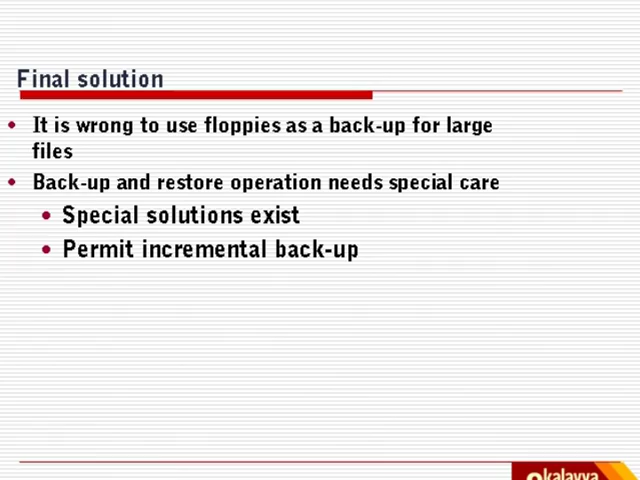 Final solution
• It is wrong to use floppies as a back-up for large
files
• Back-up and restore operation needs special care
• Special solutions exist
• Permit incremental back-up